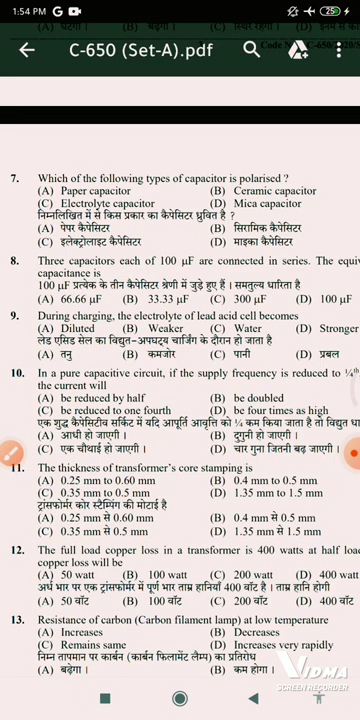 1:54 PM G 25
(A) घटेगी (B) बढ़ेगी । (C) स्थिर रहेगी । (D) इनमें से
C-650 (Set-A).pdf
7. Which of the following types of capacitor is polarised ?
(A) Paper capacitor (B) Ceramic capacitor
(C) Electrolyte capacitor (D) Mica capacitor
निम्नलिखित में से किस प्रकार का कैपेसिटर ध्रुवित है ?
(A) पेपर कैपेसिटर (B) सिरामिक कैपेसिटर
(C) इलेक्ट्रोलाइट कैपेसिटर (D) माइका कैपेसिटर
8. Three capacitors each of 100 μF are connected in series. The equiv
capacitance is
100 μF प्रत्येक के तीन कैपेसिटर श्रेणी में जुड़े हुए हैं । समतुल्य धारिता है
(A) 66.66 μF (B) 33.33 μF (C) 300 μF (D) 100 μF
9. During charging, the electrolyte of lead acid cell becomes
(A) Diluted (B) Weaker (C) Water (D) Stronger
लेड एसिड सेल का विद्युत-अपघट्य चार्जिंग के दौरान हो जाता है
(A) तनु (B) कमजोर (C) पानी (D) प्रबल
10. In a pure capacitive circuit, if the supply frequency is reduced to ¼th
the current will
(A) be reduced by half (B) be doubled
(C) be reduced to one fourth (D) be four times as high
एक शुद्ध कैपेसिटीव सर्किट में यदि आपूर्ति आवृत्ति को ¼ कम किया जाता है तो विद्युत धा
(A) आधी हो जाएगी । (B) दुगुनी हो जाएगी ।
(C) एक चौथाई हो जाएगी । (D) चार गुना जितनी बढ़ जाएगी ।
11. The thickness of transformer's core stamping is
(A) 0.25 mm to 0.60 mm (B) 0.4 mm to 0.5 mm
(C) 0.35 mm to 0.5 mm (D) 1.35 mm to 1.5 mm
ट्रांसफोर्मर कोर स्टैम्पिंग की मोटाई है
(A) 0.25 mm से 0.60 mm (B) 0.4 mm से 0.5 mm
(C) 0.35 mm से 0.5 mm (D) 1.35 mm से 1.5 mm
12. The full load copper loss in a transformer is 400 watts at half loa
copper loss will be
(A) 50 watt (B) 100 watt (C) 200 watt (D) 400 watt
अर्ध भार पर एक ट्रांसफोर्मर में पूर्ण भार ताम्र हानियाँ 400 वॉट है । ताम्र हानि होगी
(A) 50 वॉट (B) 100 वॉट (C) 200 वॉट (D) 400 वॉट
13. Resistance of carbon (Carbon filament lamp) at low temperature
(A) Increases (B) Decreases
(C) Remains same (D) Increases very rapidly
निम्न तापमान पर कार्बन (कार्बन फिलामेंट लैम्प) का प्रतिरोध
(A) बढ़ेगा । (B) कम होगा ।
VIDMA
SCREEN RECORDER